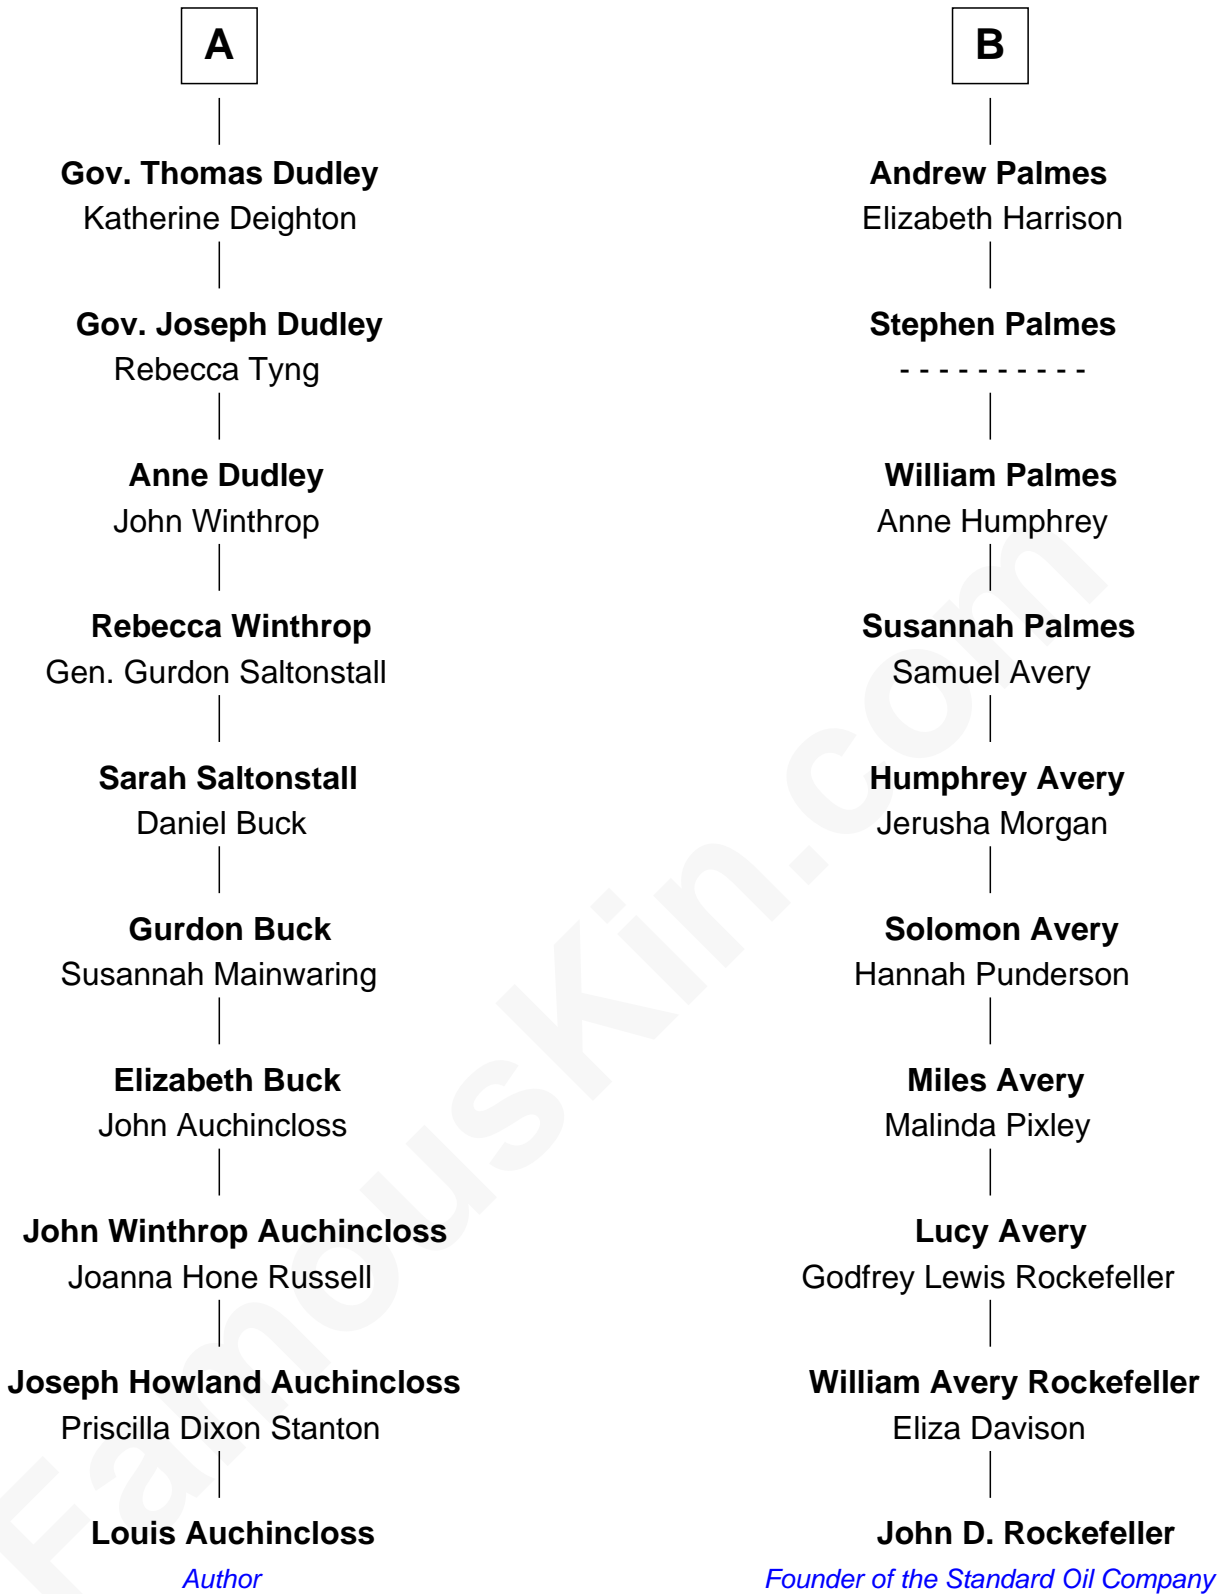 A
Gov. Thomas Dudley
Katherine Deighton
Gov. Joseph Dudley
Rebecca Tyng
Anne Dudley
John Winthrop
Rebecca Winthrop
Gen. Gurdon Saltonstall
Sarah Saltonstall
Daniel Buck
Gurdon Buck
Susannah Mainwaring
Elizabeth Buck
John Auchincloss
John Winthrop Auchincloss
Joanna Hone Russell
Joseph Howland Auchincloss
Priscilla Dixon Stanton
Louis Auchincloss
Author
B
Andrew Palmes
Elizabeth Harrison
Stephen Palmes
- - - - - - - - - -
William Palmes
Anne Humphrey
Susannah Palmes
Samuel Avery
Humphrey Avery
Jerusha Morgan
Solomon Avery
Hannah Punderson
Miles Avery
Malinda Pixley
Lucy Avery
Godfrey Lewis Rockefeller
William Avery Rockefeller
Eliza Davison
John D. Rockefeller
Founder of the Standard Oil Company
FamousKin.com